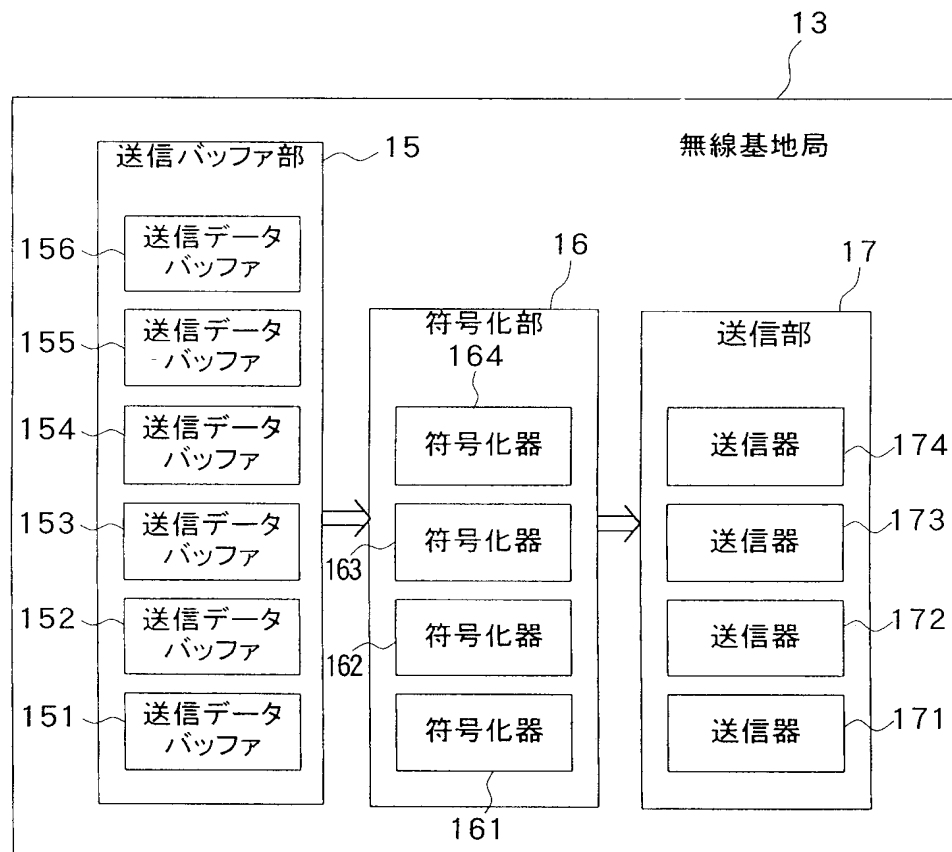 13
無線基地局
送信バッファ部
15
156
送信データ
バッファ
155
送信データ
バッファ
154
送信データ
バッファ
153
送信データ
バッファ
152
送信データ
バッファ
151
送信データ
バッファ
16
符号化部
164
符号化器
163
符号化器
162
符号化器
符号化器
161
17
送信部
送信器
174
送信器
173
送信器
172
送信器
171